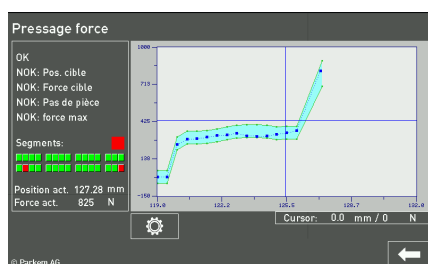 Pressage force
OK
NOK: Pos. cible
NOK: Force cible
NOK: Pas de pièce
NOK: force max
Segments:
Position act. 127.28 mm
Force act. 825 N
1000
713
425
138
-150
119.0 122.2 125.5 128.7 132.0
Cursor: 0.0 mm / 0 N
© Parkem AG